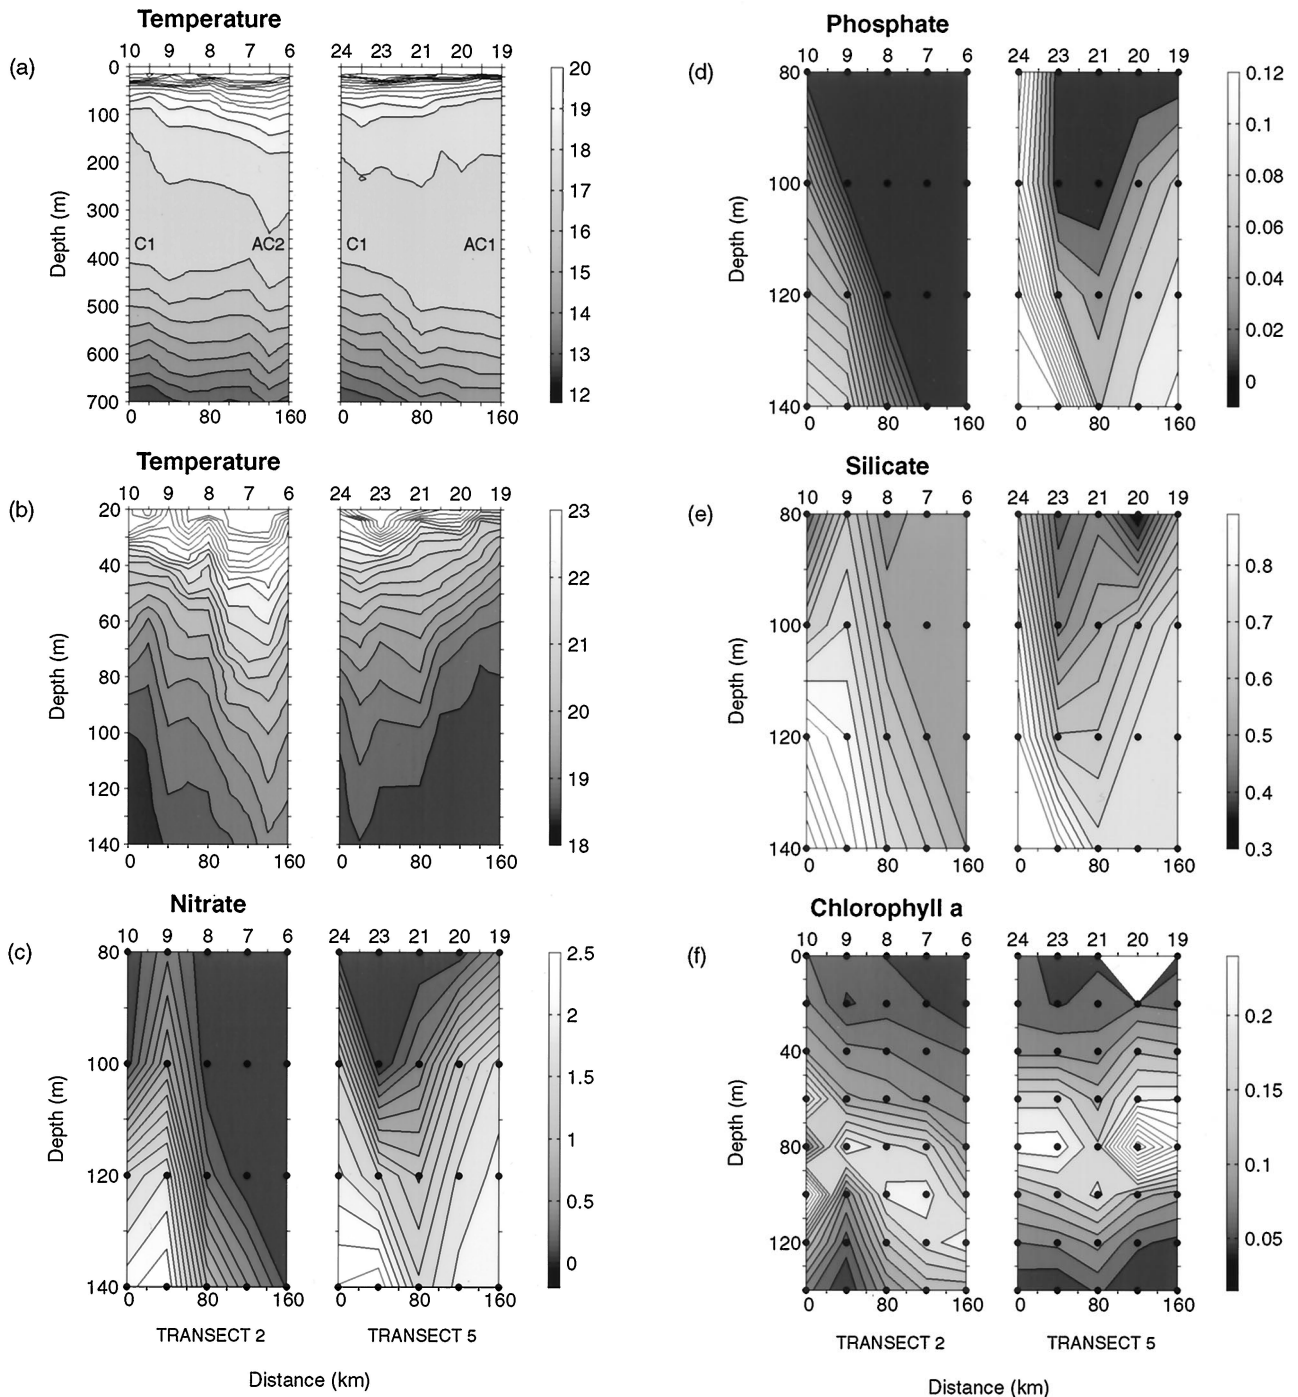 Temperature
(a)
10 9 8 7 6
24 23 21 20 19
0
100
200
300
400
500
600
700
Depth (m)
C1 AC2
C1 AC1
0 80 160
0 80 160
20
19
18
17
16
15
14
13
12
Temperature
(b)
10 9 8 7 6
24 23 21 20 19
20
40
60
80
100
120
140
Depth (m)
0 80 160
0 80 160
23
22
21
20
19
18
Nitrate
(c)
10 9 8 7 6
24 23 21 20 19
80
100
120
140
Depth (m)
0 80 160
0 80 160
2.5
2
1.5
1
0.5
0
TRANSECT 2
TRANSECT 5
Distance (km)
Phosphate
(d)
10 9 8 7 6
24 23 21 20 19
80
100
120
140
Depth (m)
0 80 160
0 80 160
0.12
0.1
0.08
0.06
0.04
0.02
0
Silicate
(e)
10 9 8 7 6
24 23 21 20 19
80
100
120
140
Depth (m)
0 80 160
0 80 160
0.8
0.7
0.6
0.5
0.4
0.3
Chlorophyll a
(f)
10 9 8 7 6
24 23 21 20 19
0
40
80
120
Depth (m)
0 80 160
0 80 160
0.2
0.15
0.1
0.05
TRANSECT 2
TRANSECT 5
Distance (km)